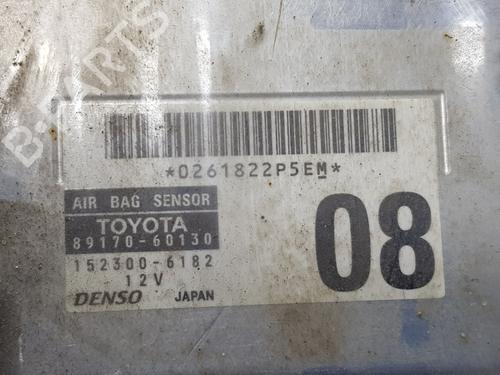 B-PARTS
*0261822P5EM*
AIR BAG SENSOR
TOYOTA
89170-60130
152300-6182
12V
DENSO JAPAN
08